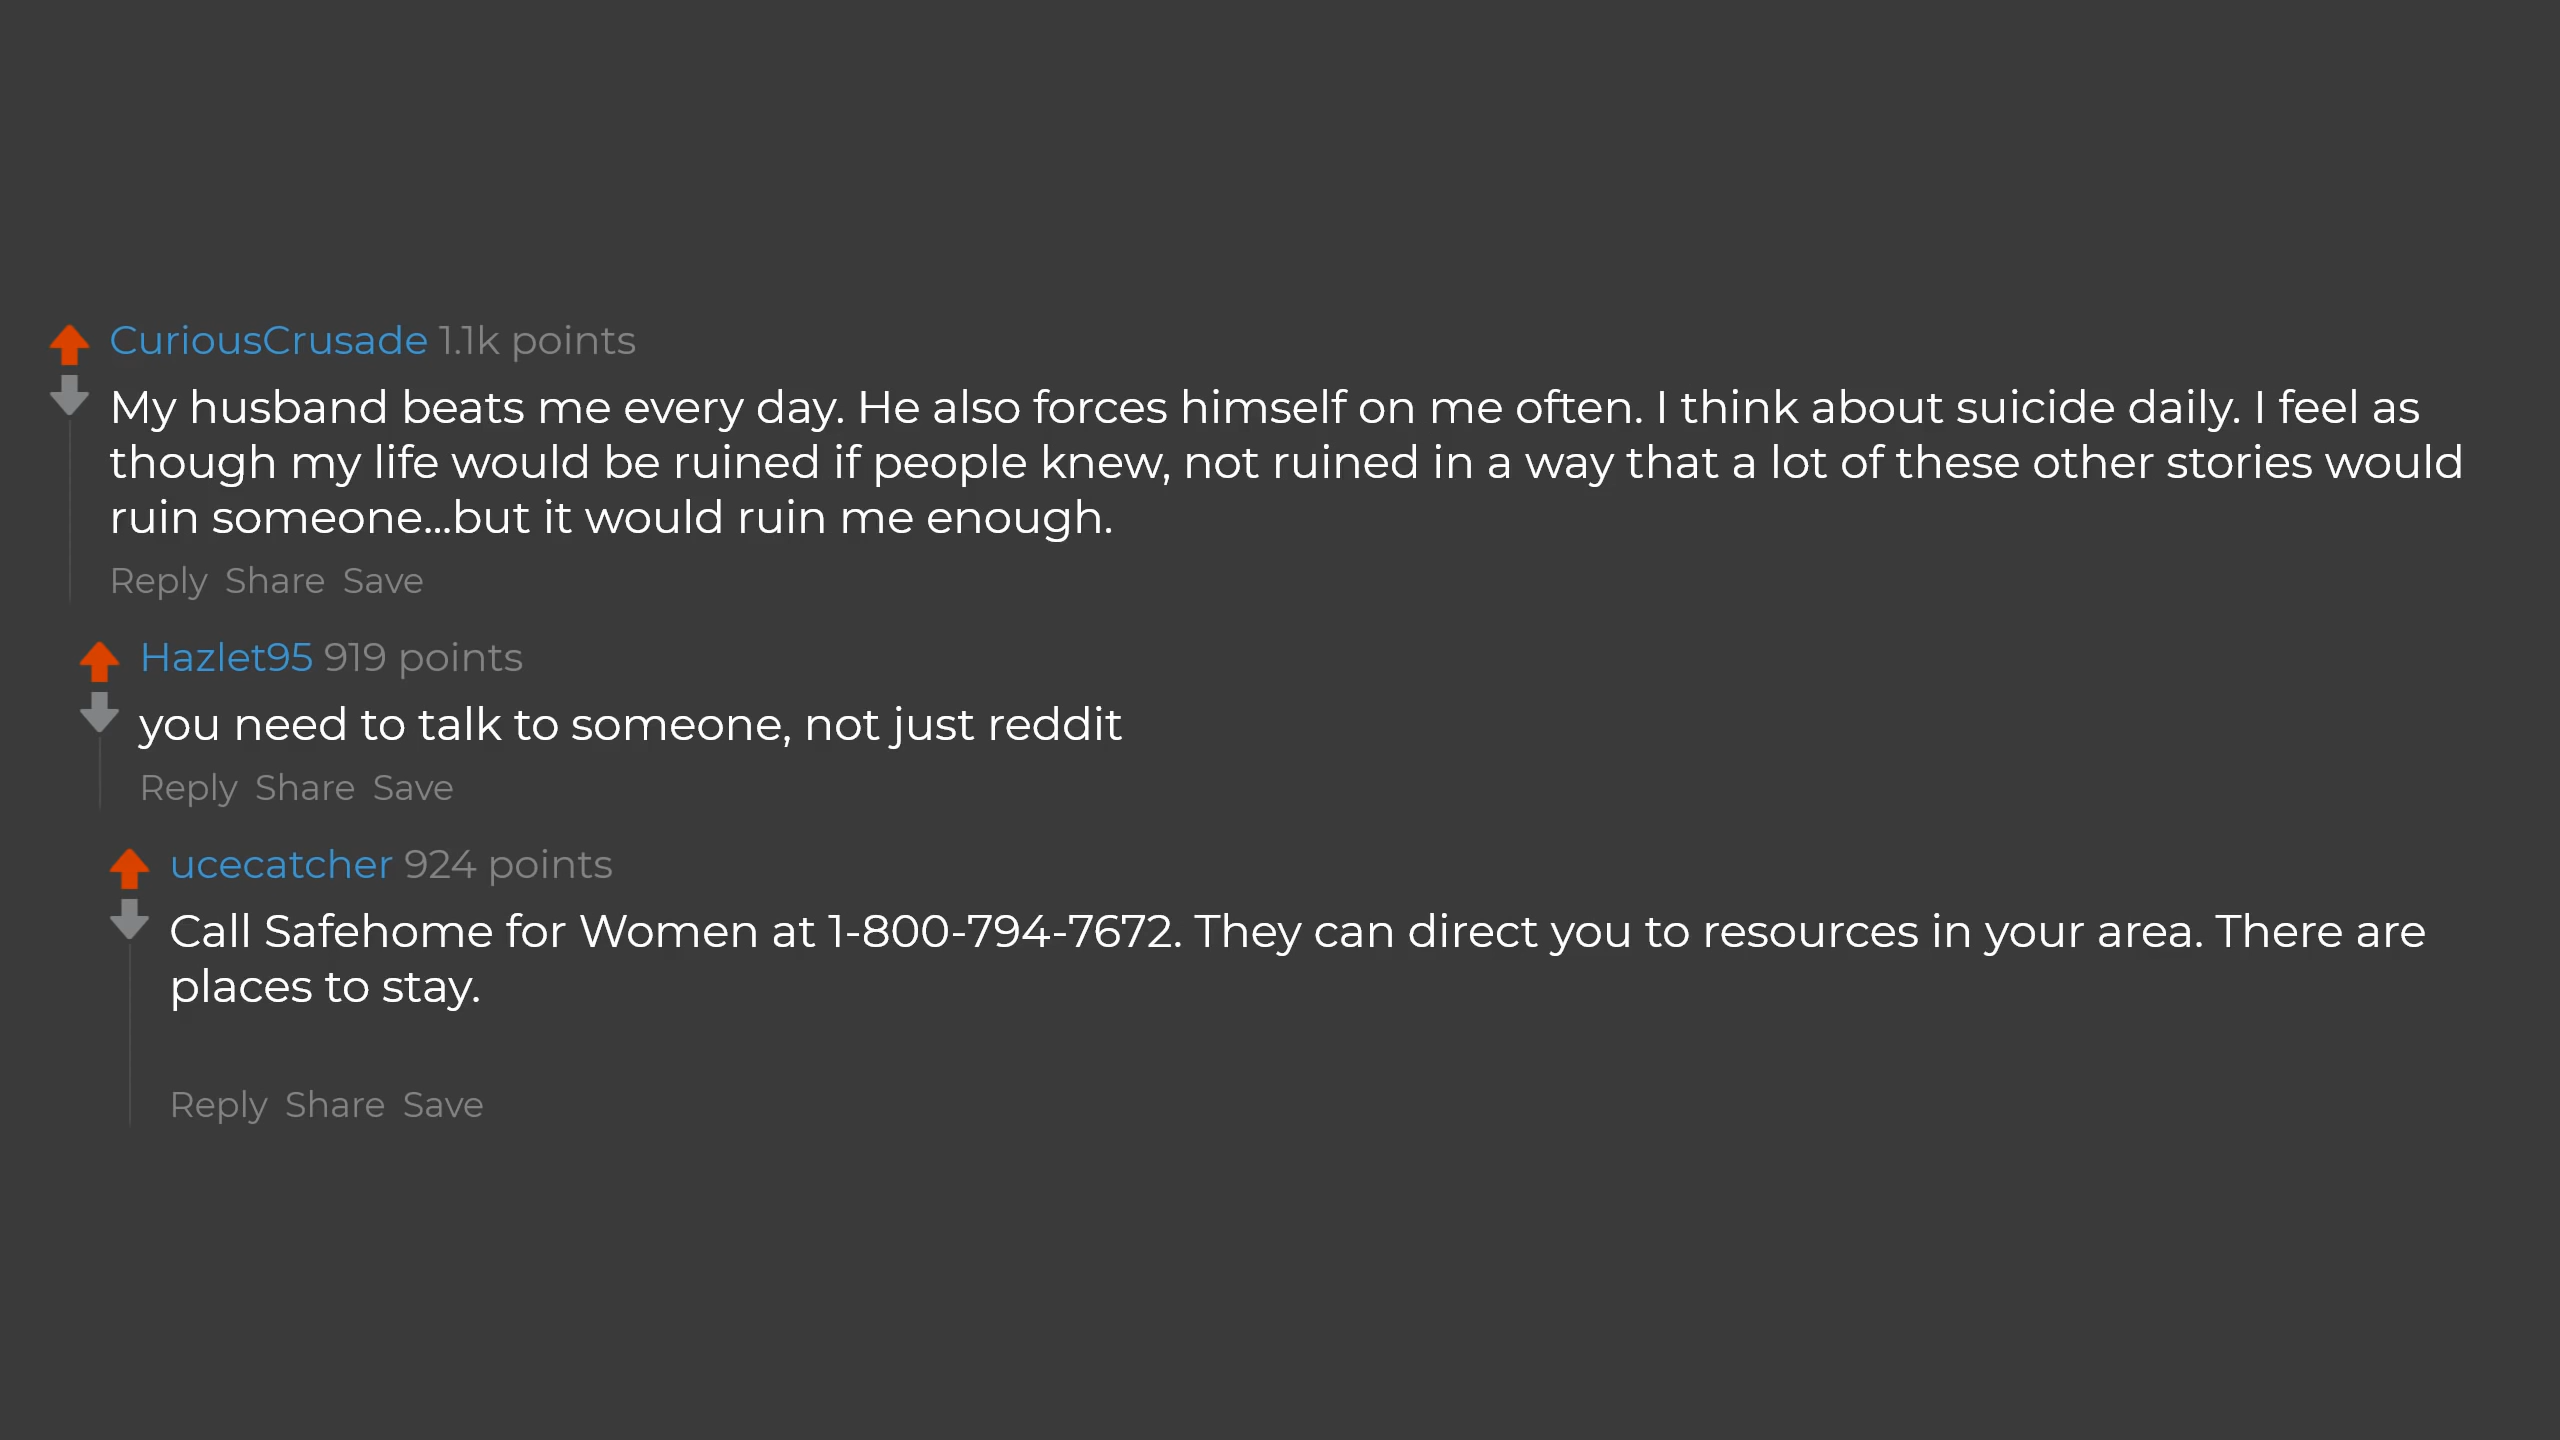 CuriousCrusade 1.1k points
My husband beats me every day. He also forces himself on me often. I think about suicide daily. I feel as
though my life would be ruined if people knew, not ruined in a way that a lot of these other stories would
ruin someone...but it would ruin me enough.
Reply Share Save
Hazlet95 919 points
you need to talk to someone, not just reddit
Reply Share Save
ucecatcher 924 points
Call Safehome for Women at 1-800-794-7672. They can direct you to resources in your area. There are
places to stay.
Reply Share Save